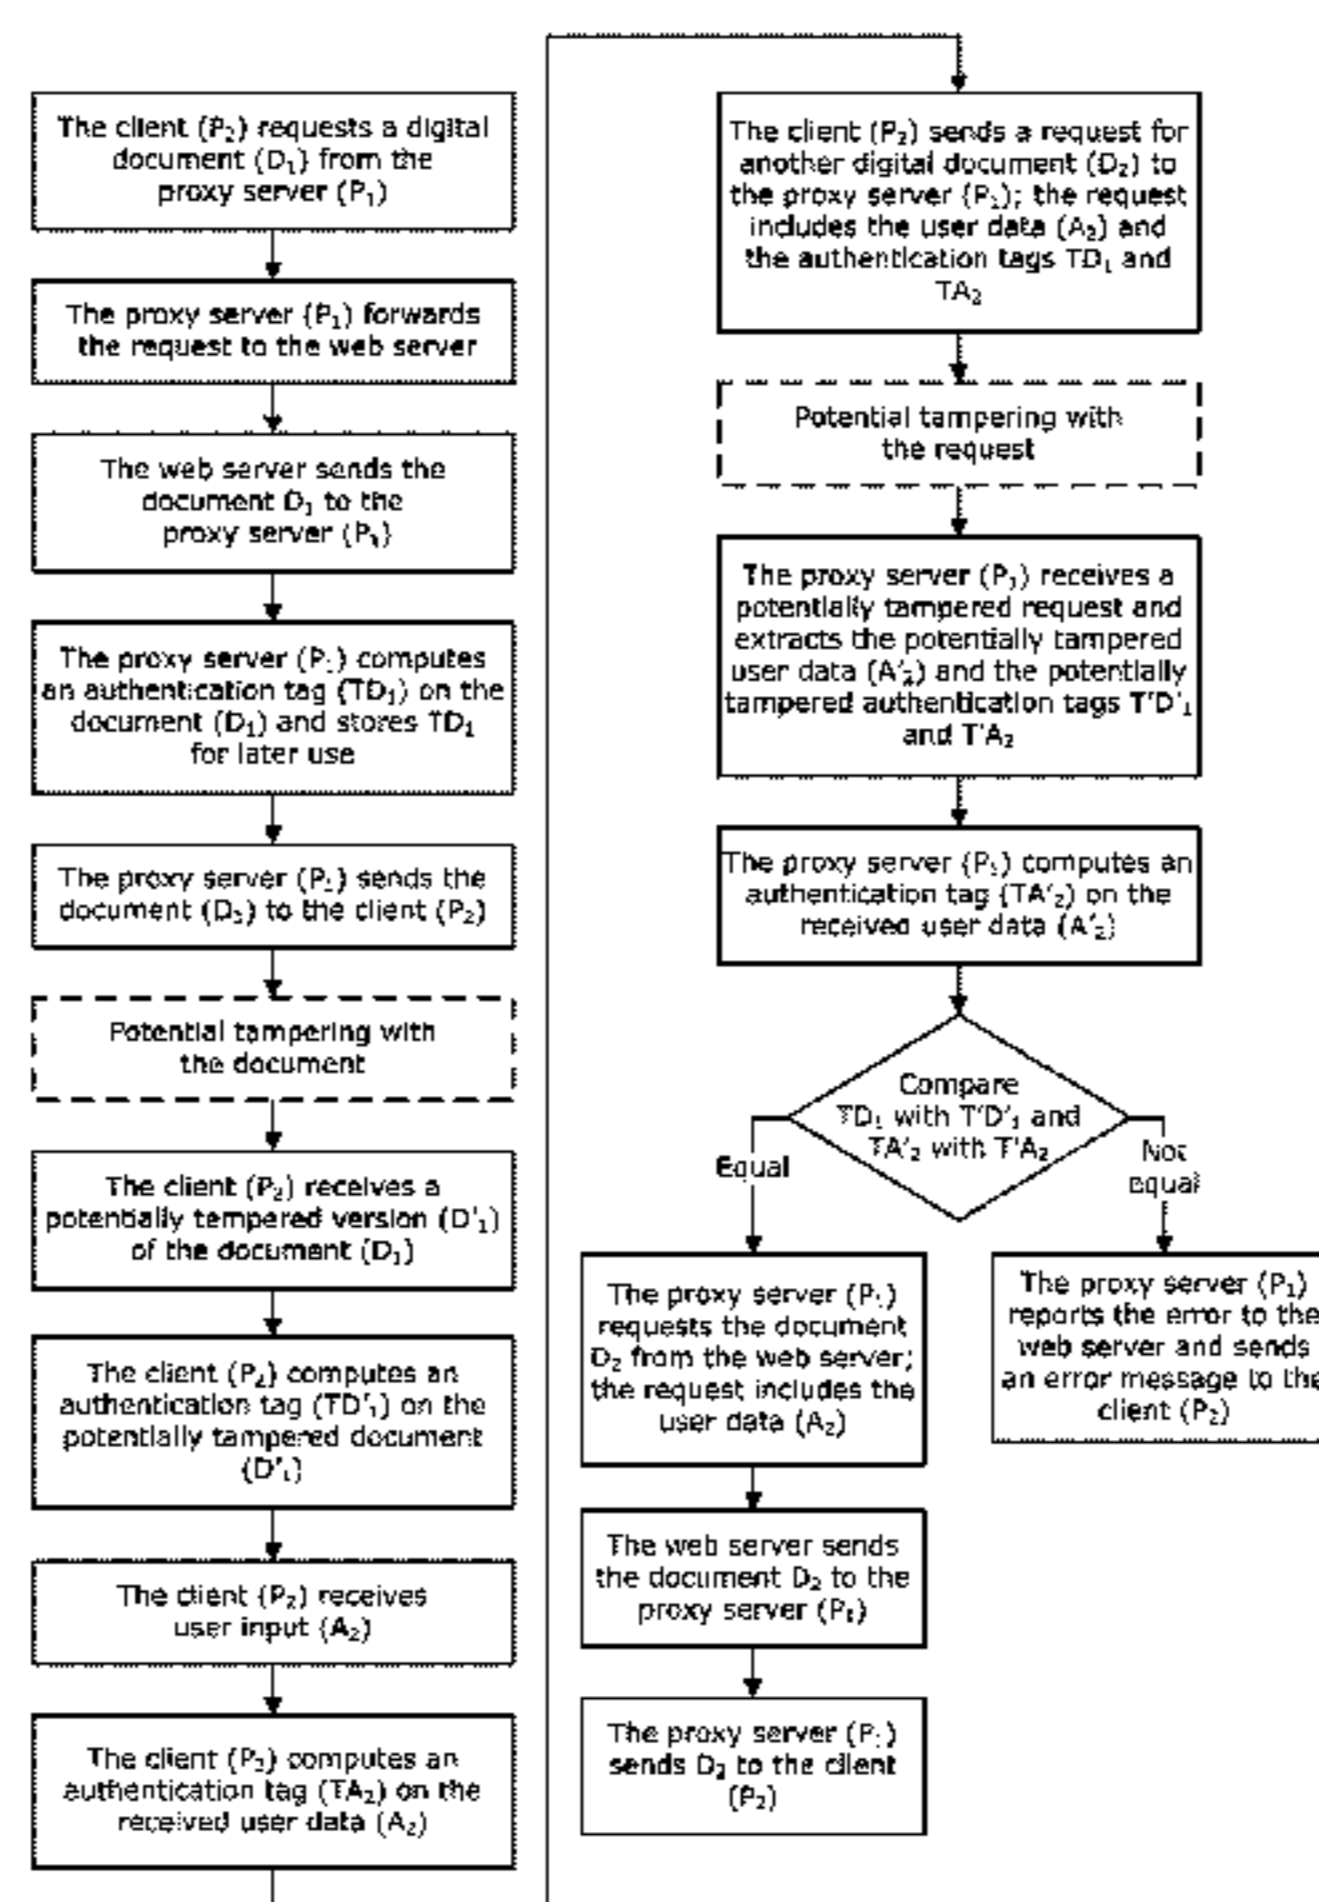 The client (P₂) requests a digital
document (D₁) from the
proxy server (P₁)
The proxy server (P₁) forwards
the request to the web server
The web server sends the
document D₁ to the
proxy server (P₁)
The proxy server (P₁) computes
an authentication tag (TD₁) on the
document (D₁) and stores TD₁
for later use
The proxy server (P₁) sends the
document (D₁) to the client (P₂)
Potential tampering with
the document
The client (P₂) receives a
potentially tempered version (D'₁)
of the document (D₁)
The client (P₂) computes an
authentication tag (TD'₁) on the
potentially tampered document
(D'₁)
The client (P₂) receives
user input (A₂)
The client (P₂) computes an
authentication tag (TA₂) on the
received user data (A₂)
The client (P₂) sends a request for
another digital document (D₂) to
the proxy server (P₁); the request
includes the user data (A₂) and
the authentication tags TD₁ and
TA₂
Potential tampering with
the request
The proxy server (P₁) receives a
potentially tampered request and
extracts the potentially tampered
user data (A'₂) and the potentially
tampered authentication tags T'D'₁
and T'A₂
The proxy server (P₁) computes an
authentication tag (TA'₂) on the
received user data (A'₂)
Compare
TD₁ with T'D'₁ and
TA'₂ with T'A₂
Equal
Not
equal
The proxy server (P₁)
requests the document
D₂ from the web server;
the request includes the
user data (A₂)
The proxy server (P₁)
reports the error to the
web server and sends
an error message to the
client (P₂)
The web server sends
the document D₂ to the
proxy server (P₁)
The proxy server (P₁)
sends D₂ to the client
(P₂)